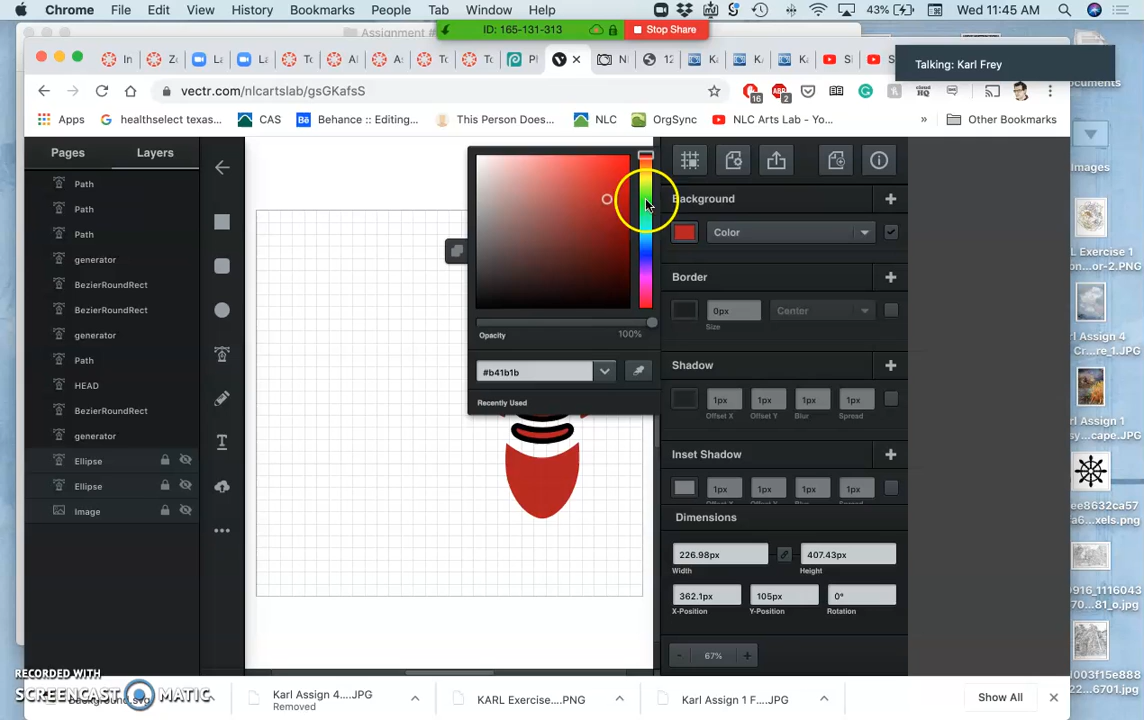 Chrome File Edit View History Bookmarks People Tab Window Help 43% Wed 11:45 AM
Assignment #
ID: 165-131-313 Stop Share
Talking: Karl Frey
vectr.com/nlcartslab/gsGKafsS
16 2 cloud HQ
Apps healthselect texas... CAS Behance :: Editing... This Person Does... NLC OrgSync NLC Arts Lab - Yo... » Other Bookmarks
Pages Layers
Path
Path
Path
generator
BezierRoundRect
BezierRoundRect
generator
Path
HEAD
BezierRoundRect
generator
Ellipse
Ellipse
Image
Opacity 100%
#b41b1b
Recently Used
Background
Color
Border
0px Center
Size
Shadow
1px 1px 1px 1px
Offset X Offset Y Blur Spread
Inset Shadow
1px 1px 1px 1px
Dimensions
226.98px 407.43px
Width Height
362.1px 105px 0°
X-Position Y-Position Rotation
- 67% +
images
RECORDED WITH
SCREENCAST MATIC
Karl Assign 4....JPG
Removed
KARL Exercise....PNG
Karl Assign 1 F....JPG
Show All